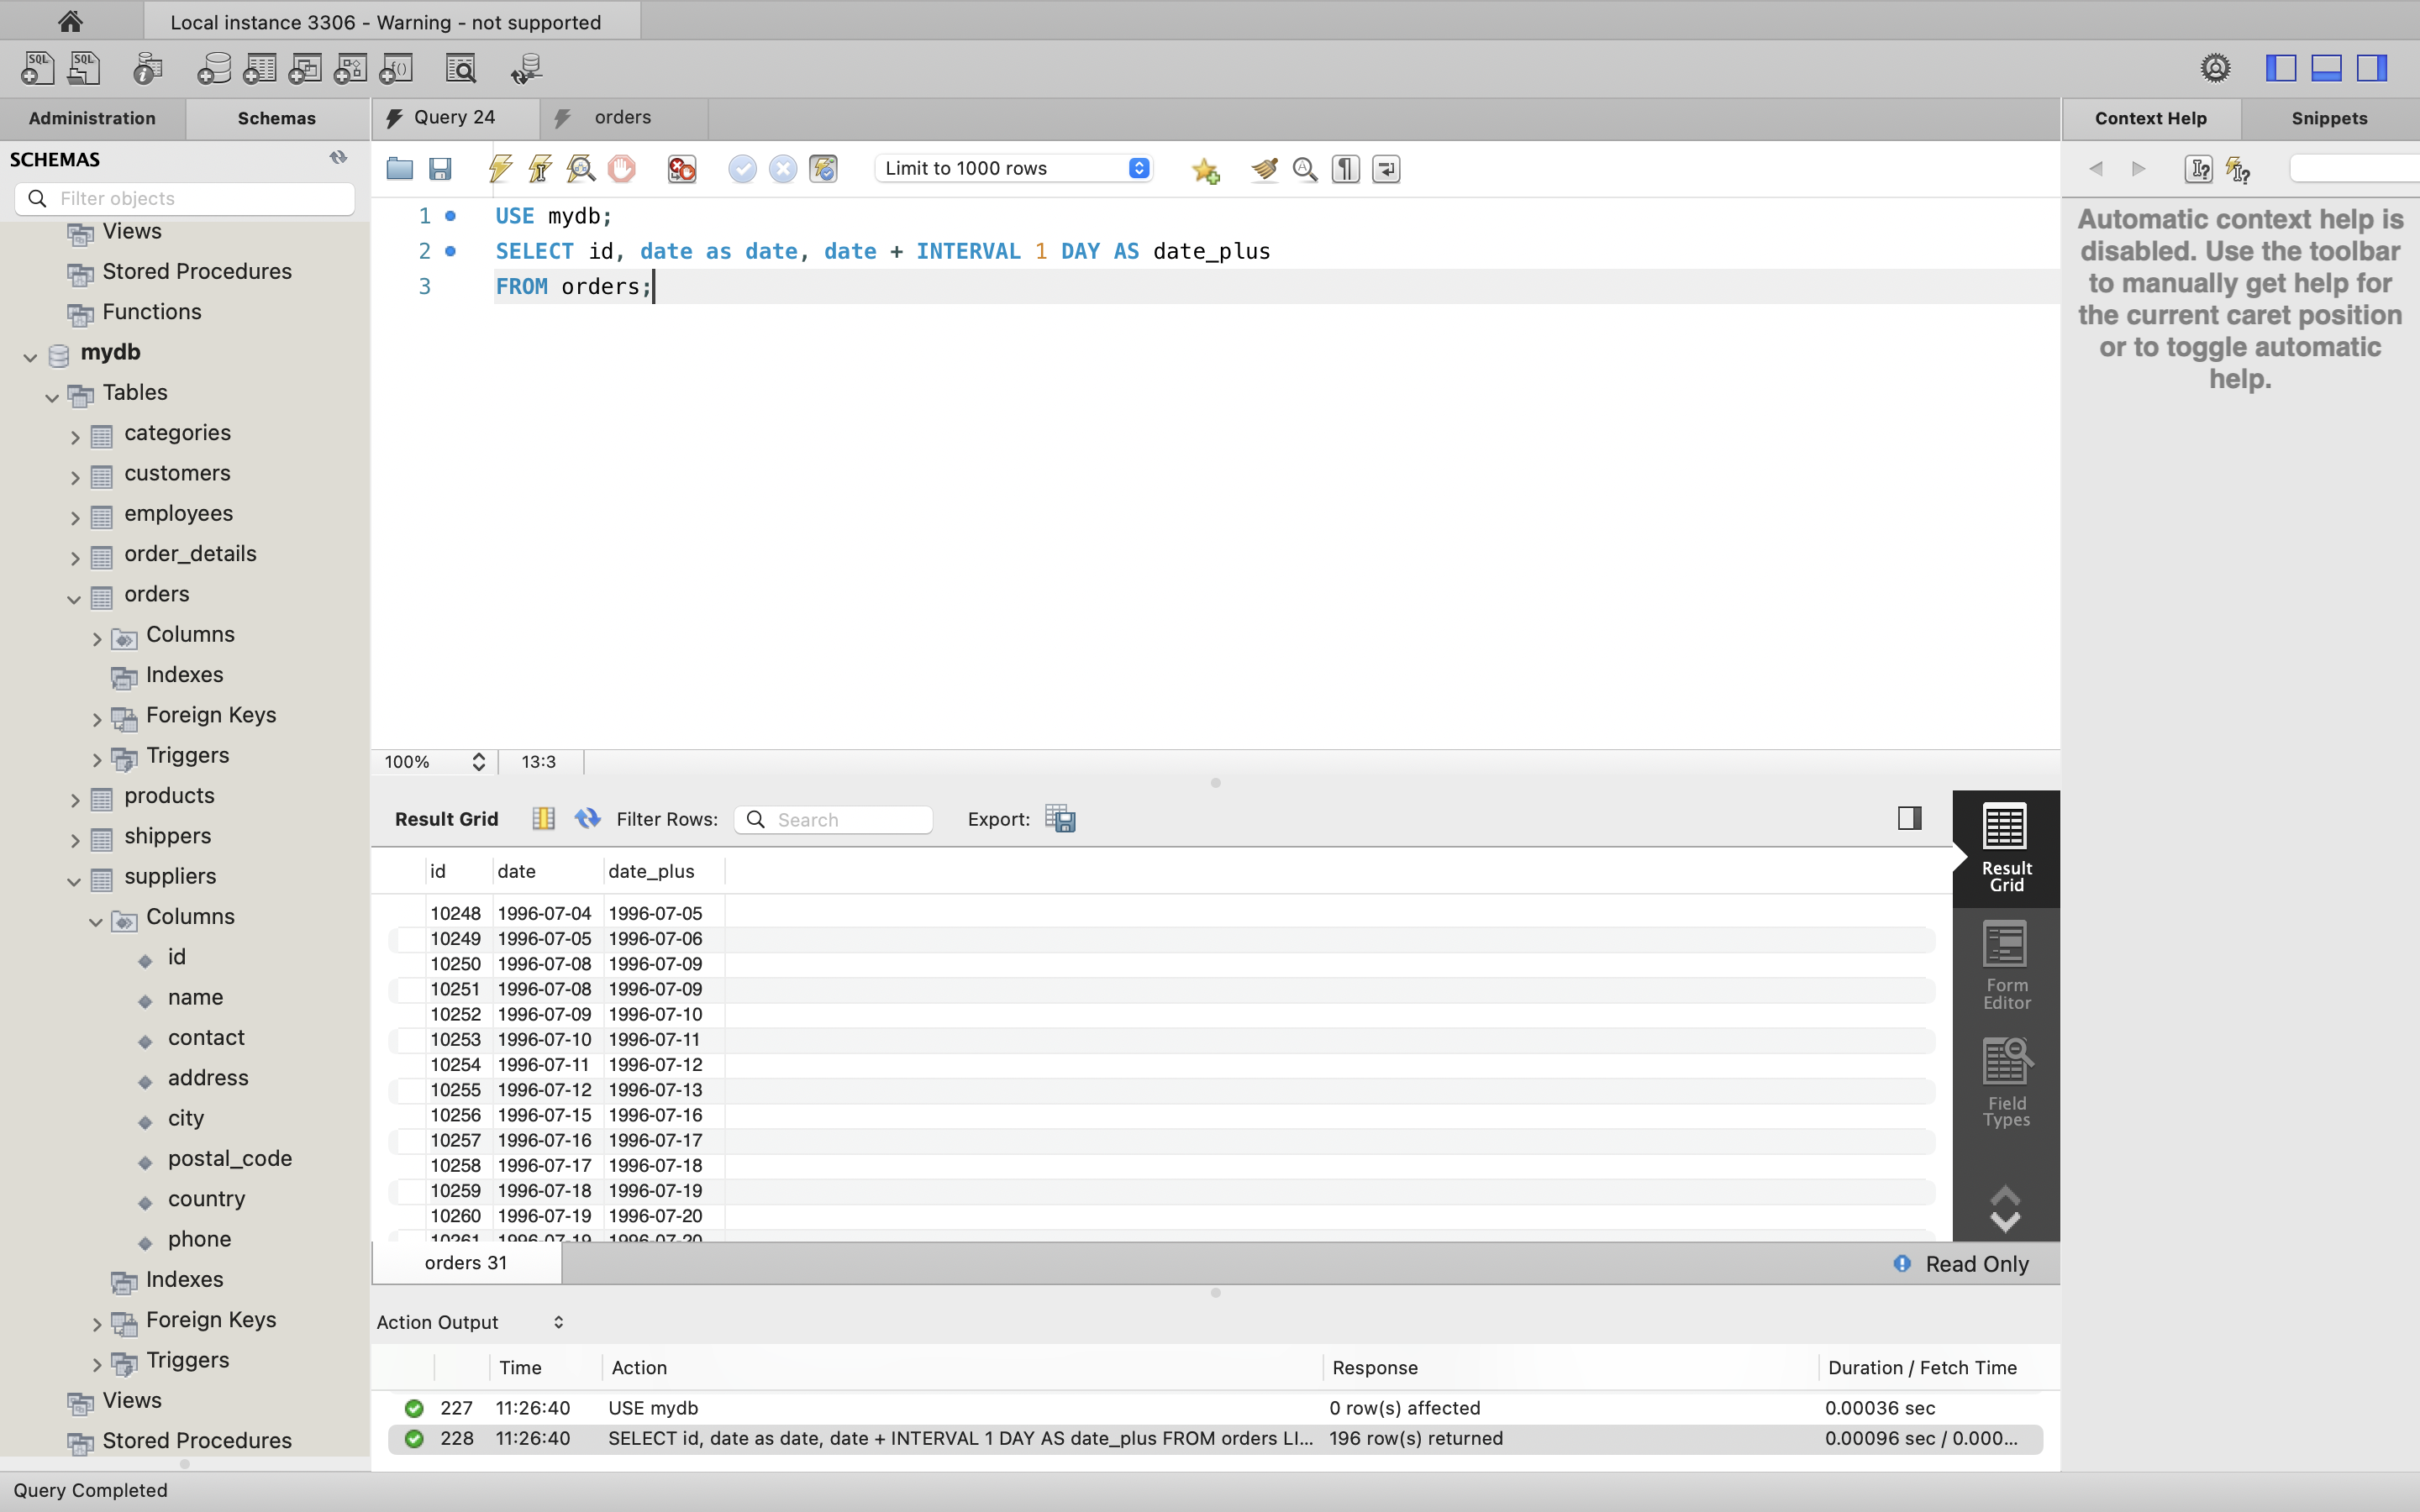 Local instance 3306 - Warning - not supported
Administration
Schemas
Query 24
orders
Context Help
Snippets
SCHEMAS
Filter objects
Limit to 1000 rows
Views
Stored Procedures
Functions
mydb
Tables
categories
customers
employees
order_details
orders
Columns
Indexes
Foreign Keys
Triggers
products
shippers
suppliers
Columns
id
name
contact
address
city
postal_code
country
phone
Indexes
Foreign Keys
Triggers
Views
Stored Procedures
1 USE mydb;
2 SELECT id, date as date, date + INTERVAL 1 DAY AS date_plus
3 FROM orders;
Automatic context help is
disabled. Use the toolbar
to manually get help for
the current caret position
or to toggle automatic
help.
100% 13:3
Result Grid Filter Rows: Search Export:
id date date_plus
10248 1996-07-04 1996-07-05
10249 1996-07-05 1996-07-06
10250 1996-07-08 1996-07-09
10251 1996-07-08 1996-07-09
10252 1996-07-09 1996-07-10
10253 1996-07-10 1996-07-11
10254 1996-07-11 1996-07-12
10255 1996-07-12 1996-07-13
10256 1996-07-15 1996-07-16
10257 1996-07-16 1996-07-17
10258 1996-07-17 1996-07-18
10259 1996-07-18 1996-07-19
10260 1996-07-19 1996-07-20
10261 1996-07-19 1996-07-20
Result
Grid
Form
Editor
Field
Types
orders 31
Read Only
Action Output
Time Action Response Duration / Fetch Time
227 11:26:40 USE mydb 0 row(s) affected 0.00036 sec
228 11:26:40 SELECT id, date as date, date + INTERVAL 1 DAY AS date_plus FROM orders LI... 196 row(s) returned 0.00096 sec / 0.000...
Query Completed